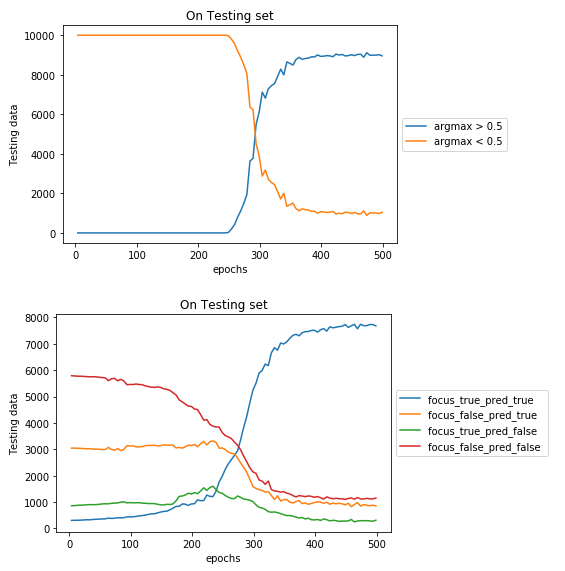 On Testing set
10000
8000
6000
4000
2000
0
Testing data
0 100 200 300 400 500
epochs
argmax > 0.5
argmax < 0.5
On Testing set
8000
7000
6000
5000
4000
3000
2000
1000
0
Testing data
0 100 200 300 400 500
epochs
focus_true_pred_true
focus_false_pred_true
focus_true_pred_false
focus_false_pred_false